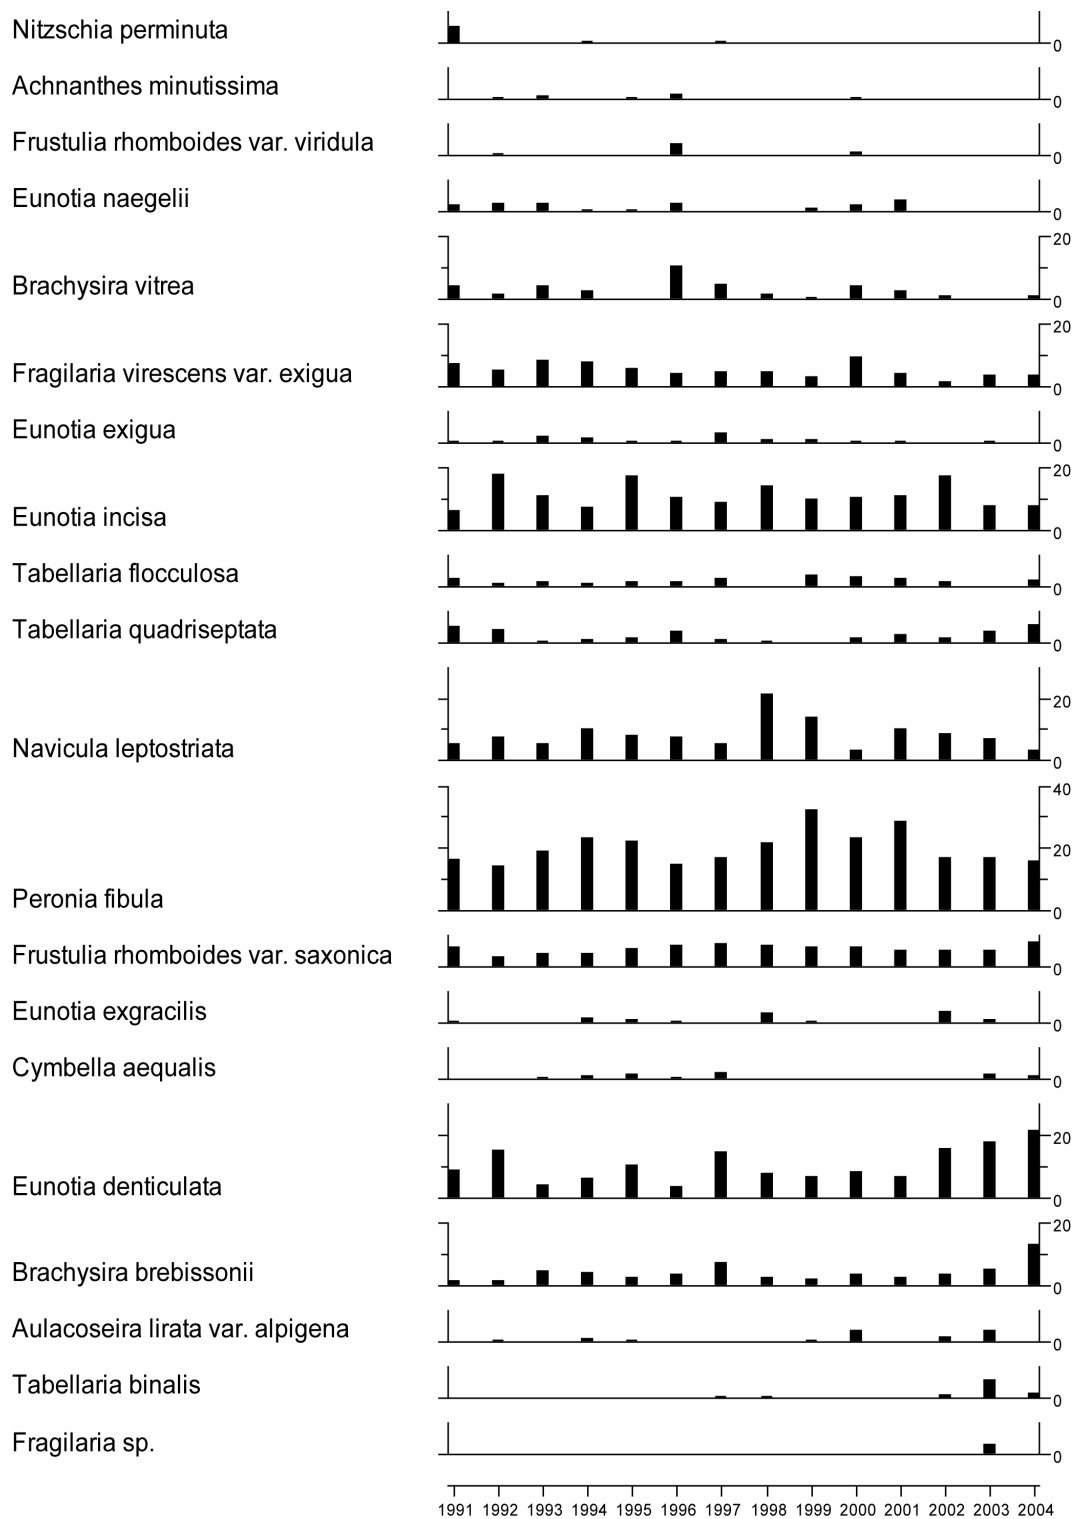 Nitzschia perminuta 0
Achnanthes minutissima 0
Frustulia rhomboides var. viridula 0
Eunotia naegelii 0
20
Brachysira vitrea 0
20
Fragilaria virescens var. exigua 0
Eunotia exigua 0
20
Eunotia incisa 0
Tabellaria flocculosa 0
Tabellaria quadriseptata 0
20
Navicula leptostriata 0
40
20
Peronia fibula 0
Frustulia rhomboides var. saxonica 0
Eunotia exgracilis 0
Cymbella aequalis 0
20
Eunotia denticulata 0
20
Brachysira brebissonii 0
Aulacoseira lirata var. alpigena 0
Tabellaria binalis 0
Fragilaria sp. 0
1991 1992 1993 1994 1995 1996 1997 1998 1999 2000 2001 2002 2003 2004